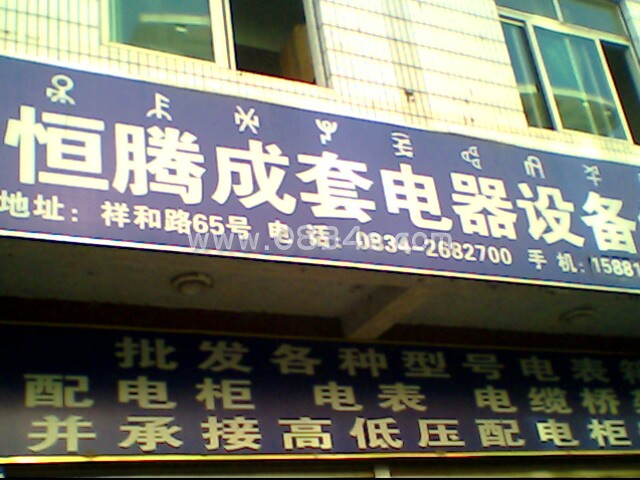 恒腾成套电器设备
地址：祥和路65号 电话：0834-2682700 手机：15881
批发各种型号电表箱
配电柜 电表 电缆桥
并承接高低压配电柜